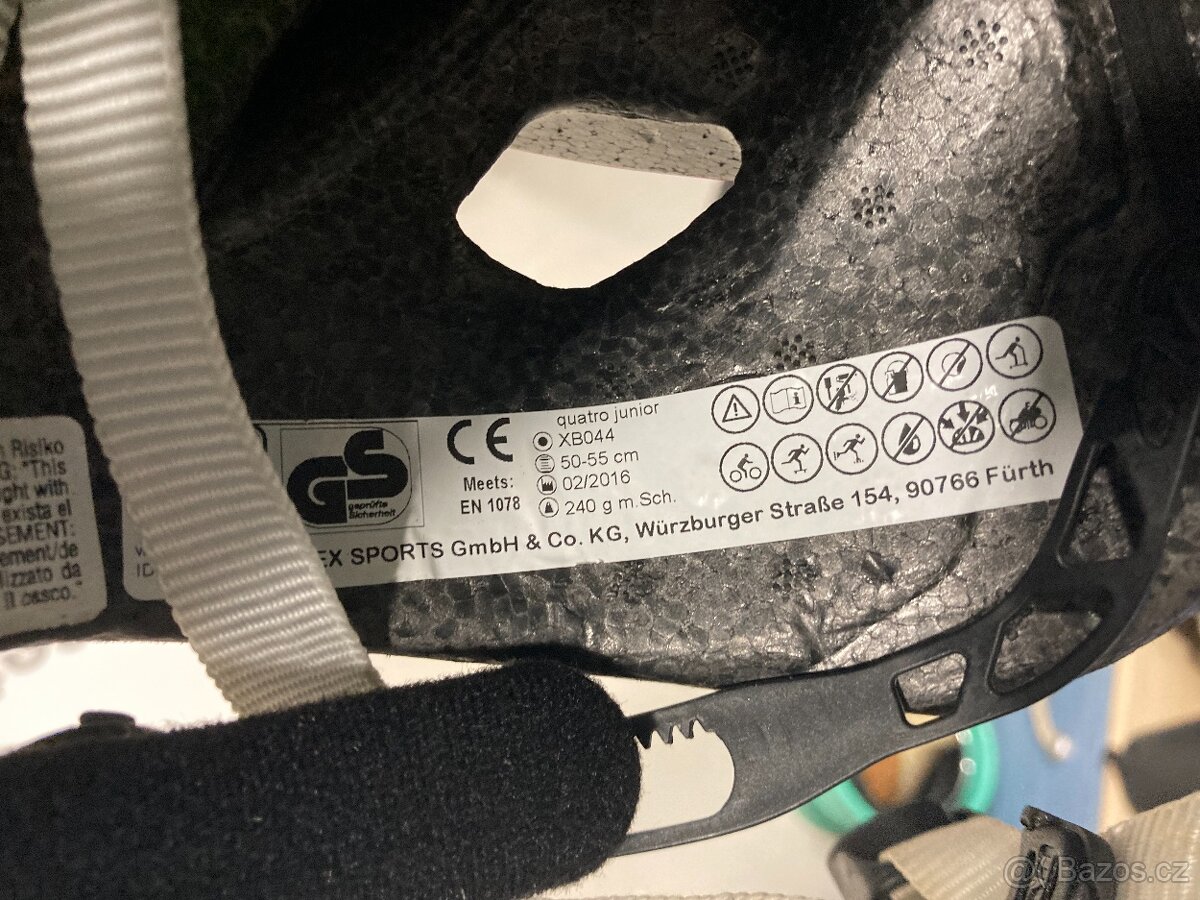 n Risiko
G: "This
ght with
exista el
SEMENT:
ement/de
lizzato da
il casco."
GS
geprüfte
Sicherheit
CE
Meets:
EN 1078
quatro junior
XB044
50-55 cm
02/2016
240 g m.Sch.
EX SPORTS GmbH & Co. KG, Würzburger Straße 154, 90766 Fürth
ID
Bazos.cz